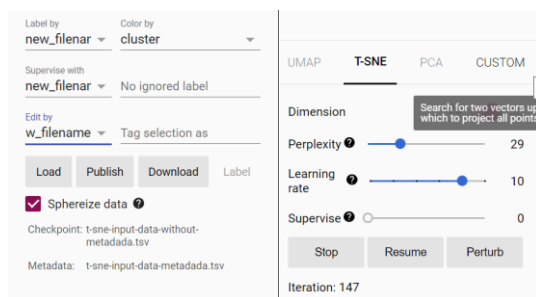 Label by
Color by
new_filenar
cluster
Supervise with
new_filenar
No ignored label
Edit by
w_filename
Tag selection as
Load
Publish
Download
Label
Sphereize data
Checkpoint: t-sne-input-data-without-
metadada.tsv
Metadata: t-sne-input-data-metadada.tsv
UMAP
T-SNE
PCA
CUSTOM
Dimension
Search for two vectors up
which to project all points
Perplexity
29
Learning
rate
10
Supervise
0
Stop
Resume
Perturb
Iteration: 147